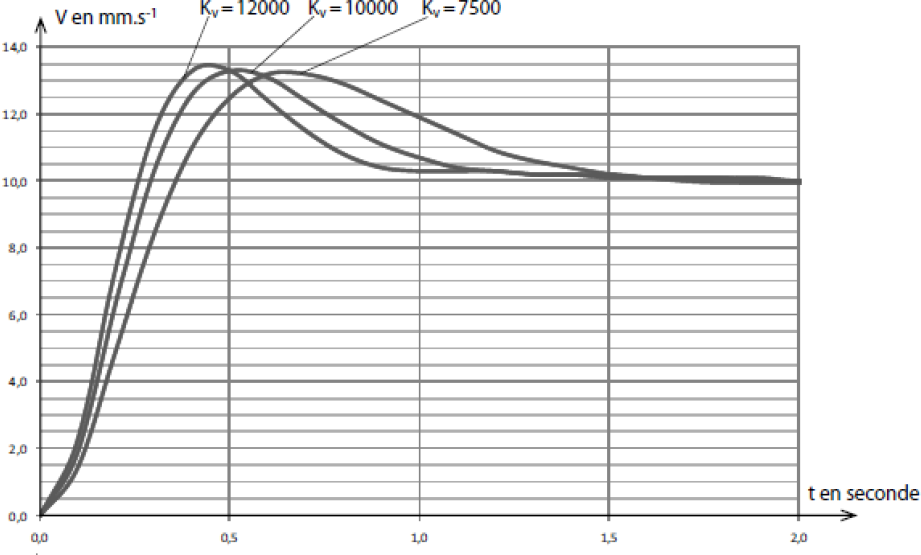 V en mm.s-1
Kv = 12000
Kv = 10000
Kv = 7500
14,0
12,0
10,0
8,0
6,0
4,0
2,0
0,0
t en seconde
0,0
0,5
1,0
1,5
2,0